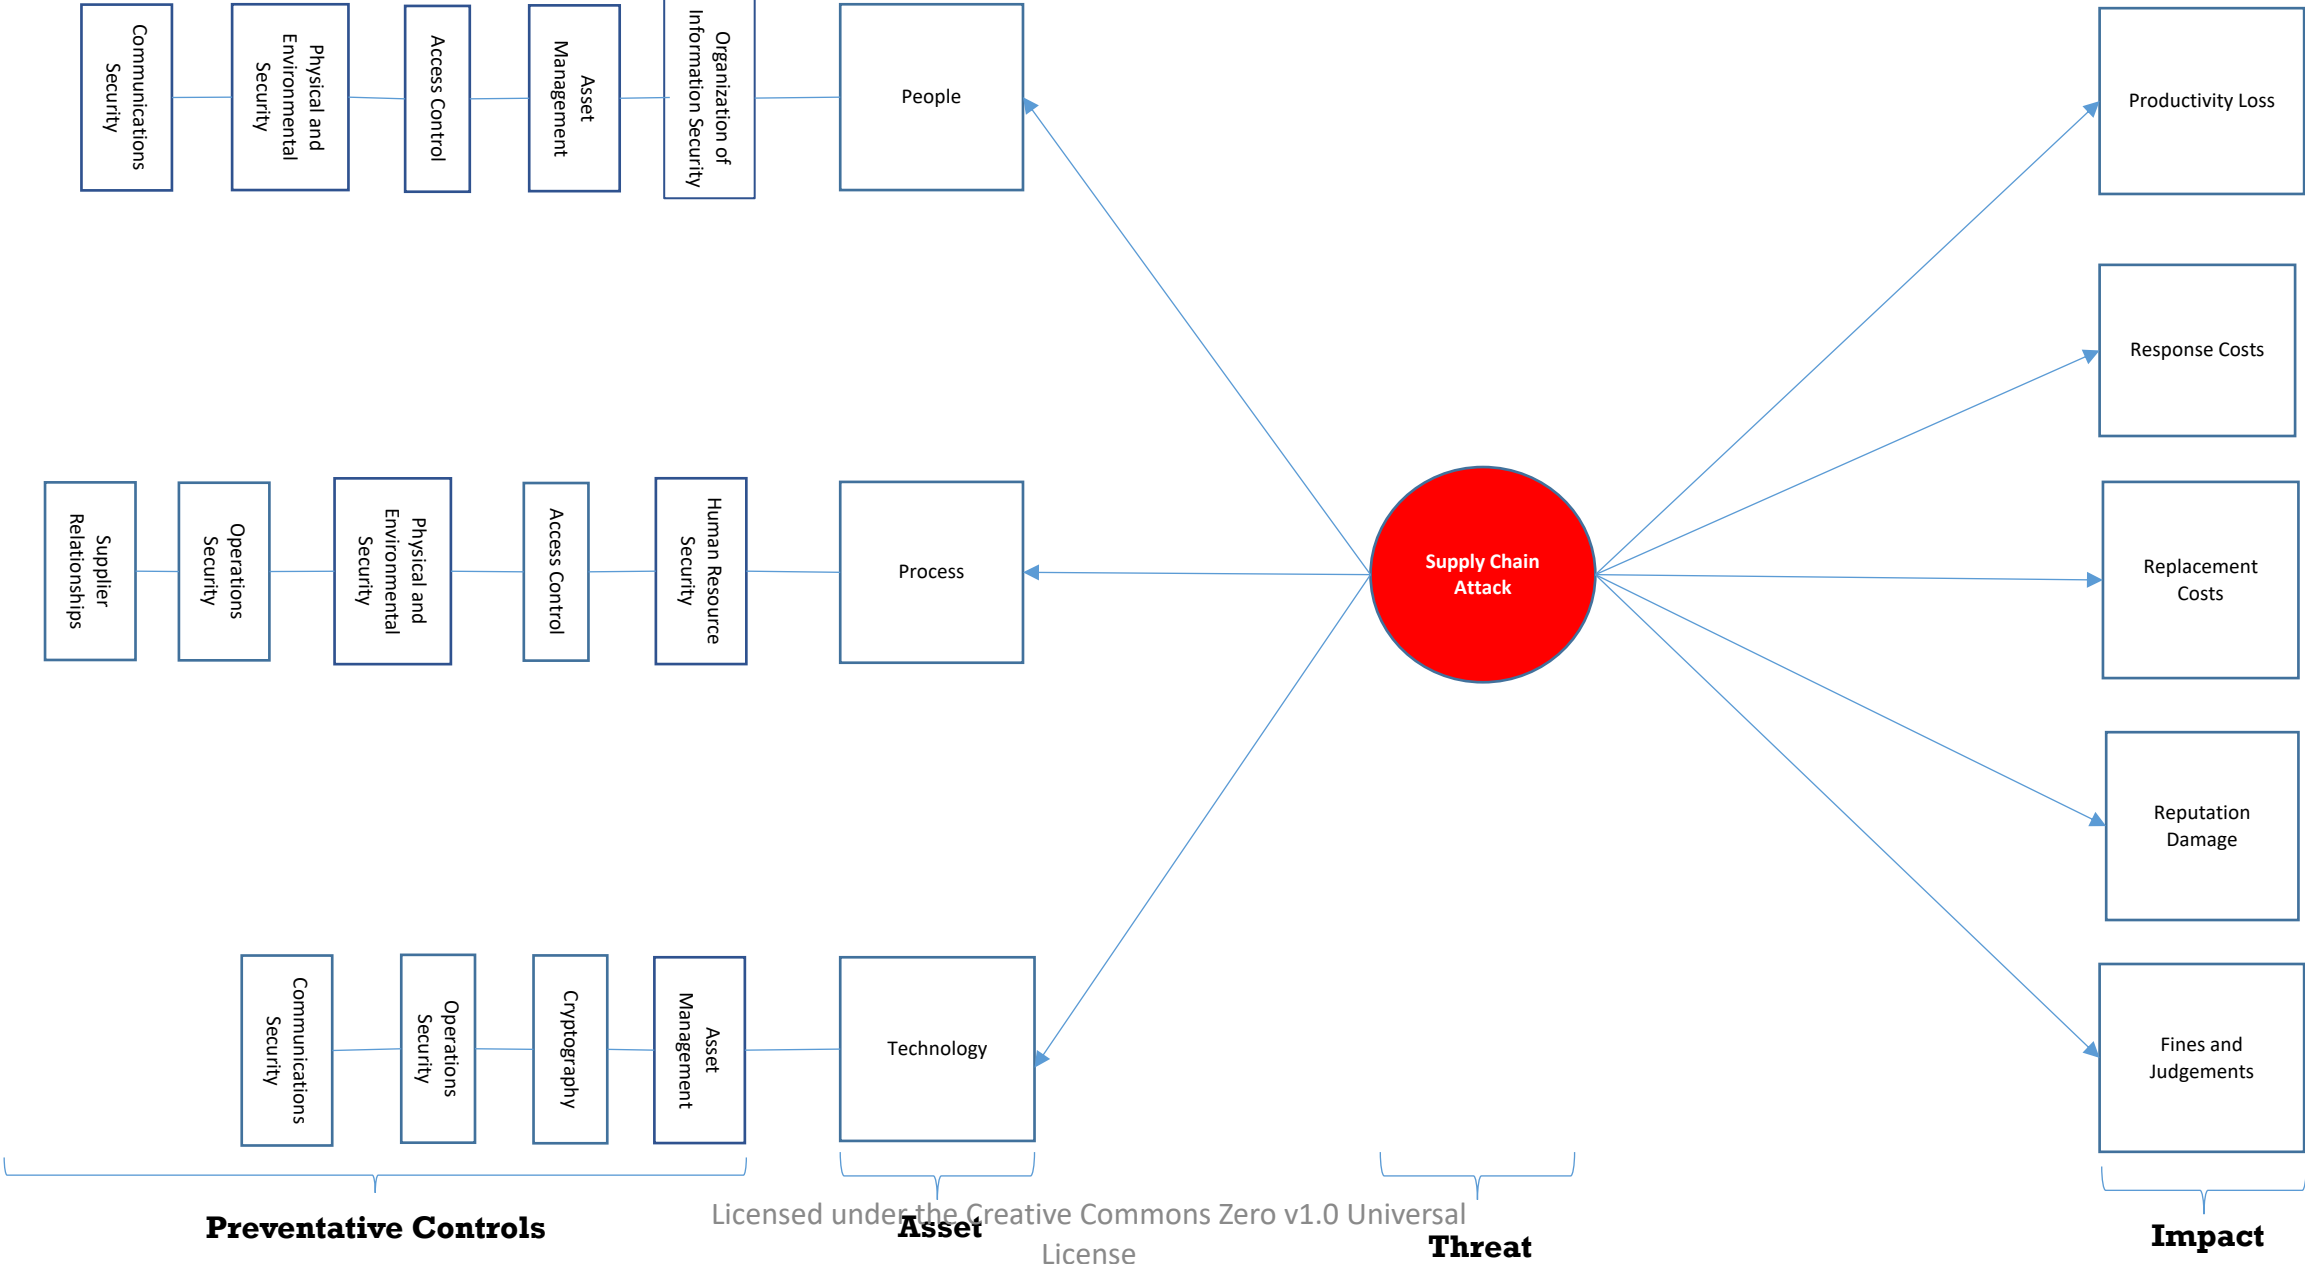 Communications
Security
Physical and
Environmental
Security
Access Control
Asset
Management
Organization of
Information Security
People
Productivity Loss
Response Costs
Supplier
Relationships
Operations
Security
Physical and
Environmental
Security
Access Control
Human Resource
Security
Process
Supply Chain
Attack
Replacement
Costs
Reputation
Damage
Communications
Security
Operations
Security
Cryptography
Asset
Management
Technology
Fines and
Judgements
Preventative Controls
Asset
Threat
Impact
Licensed under the Creative Commons Zero v1.0 Universal
License